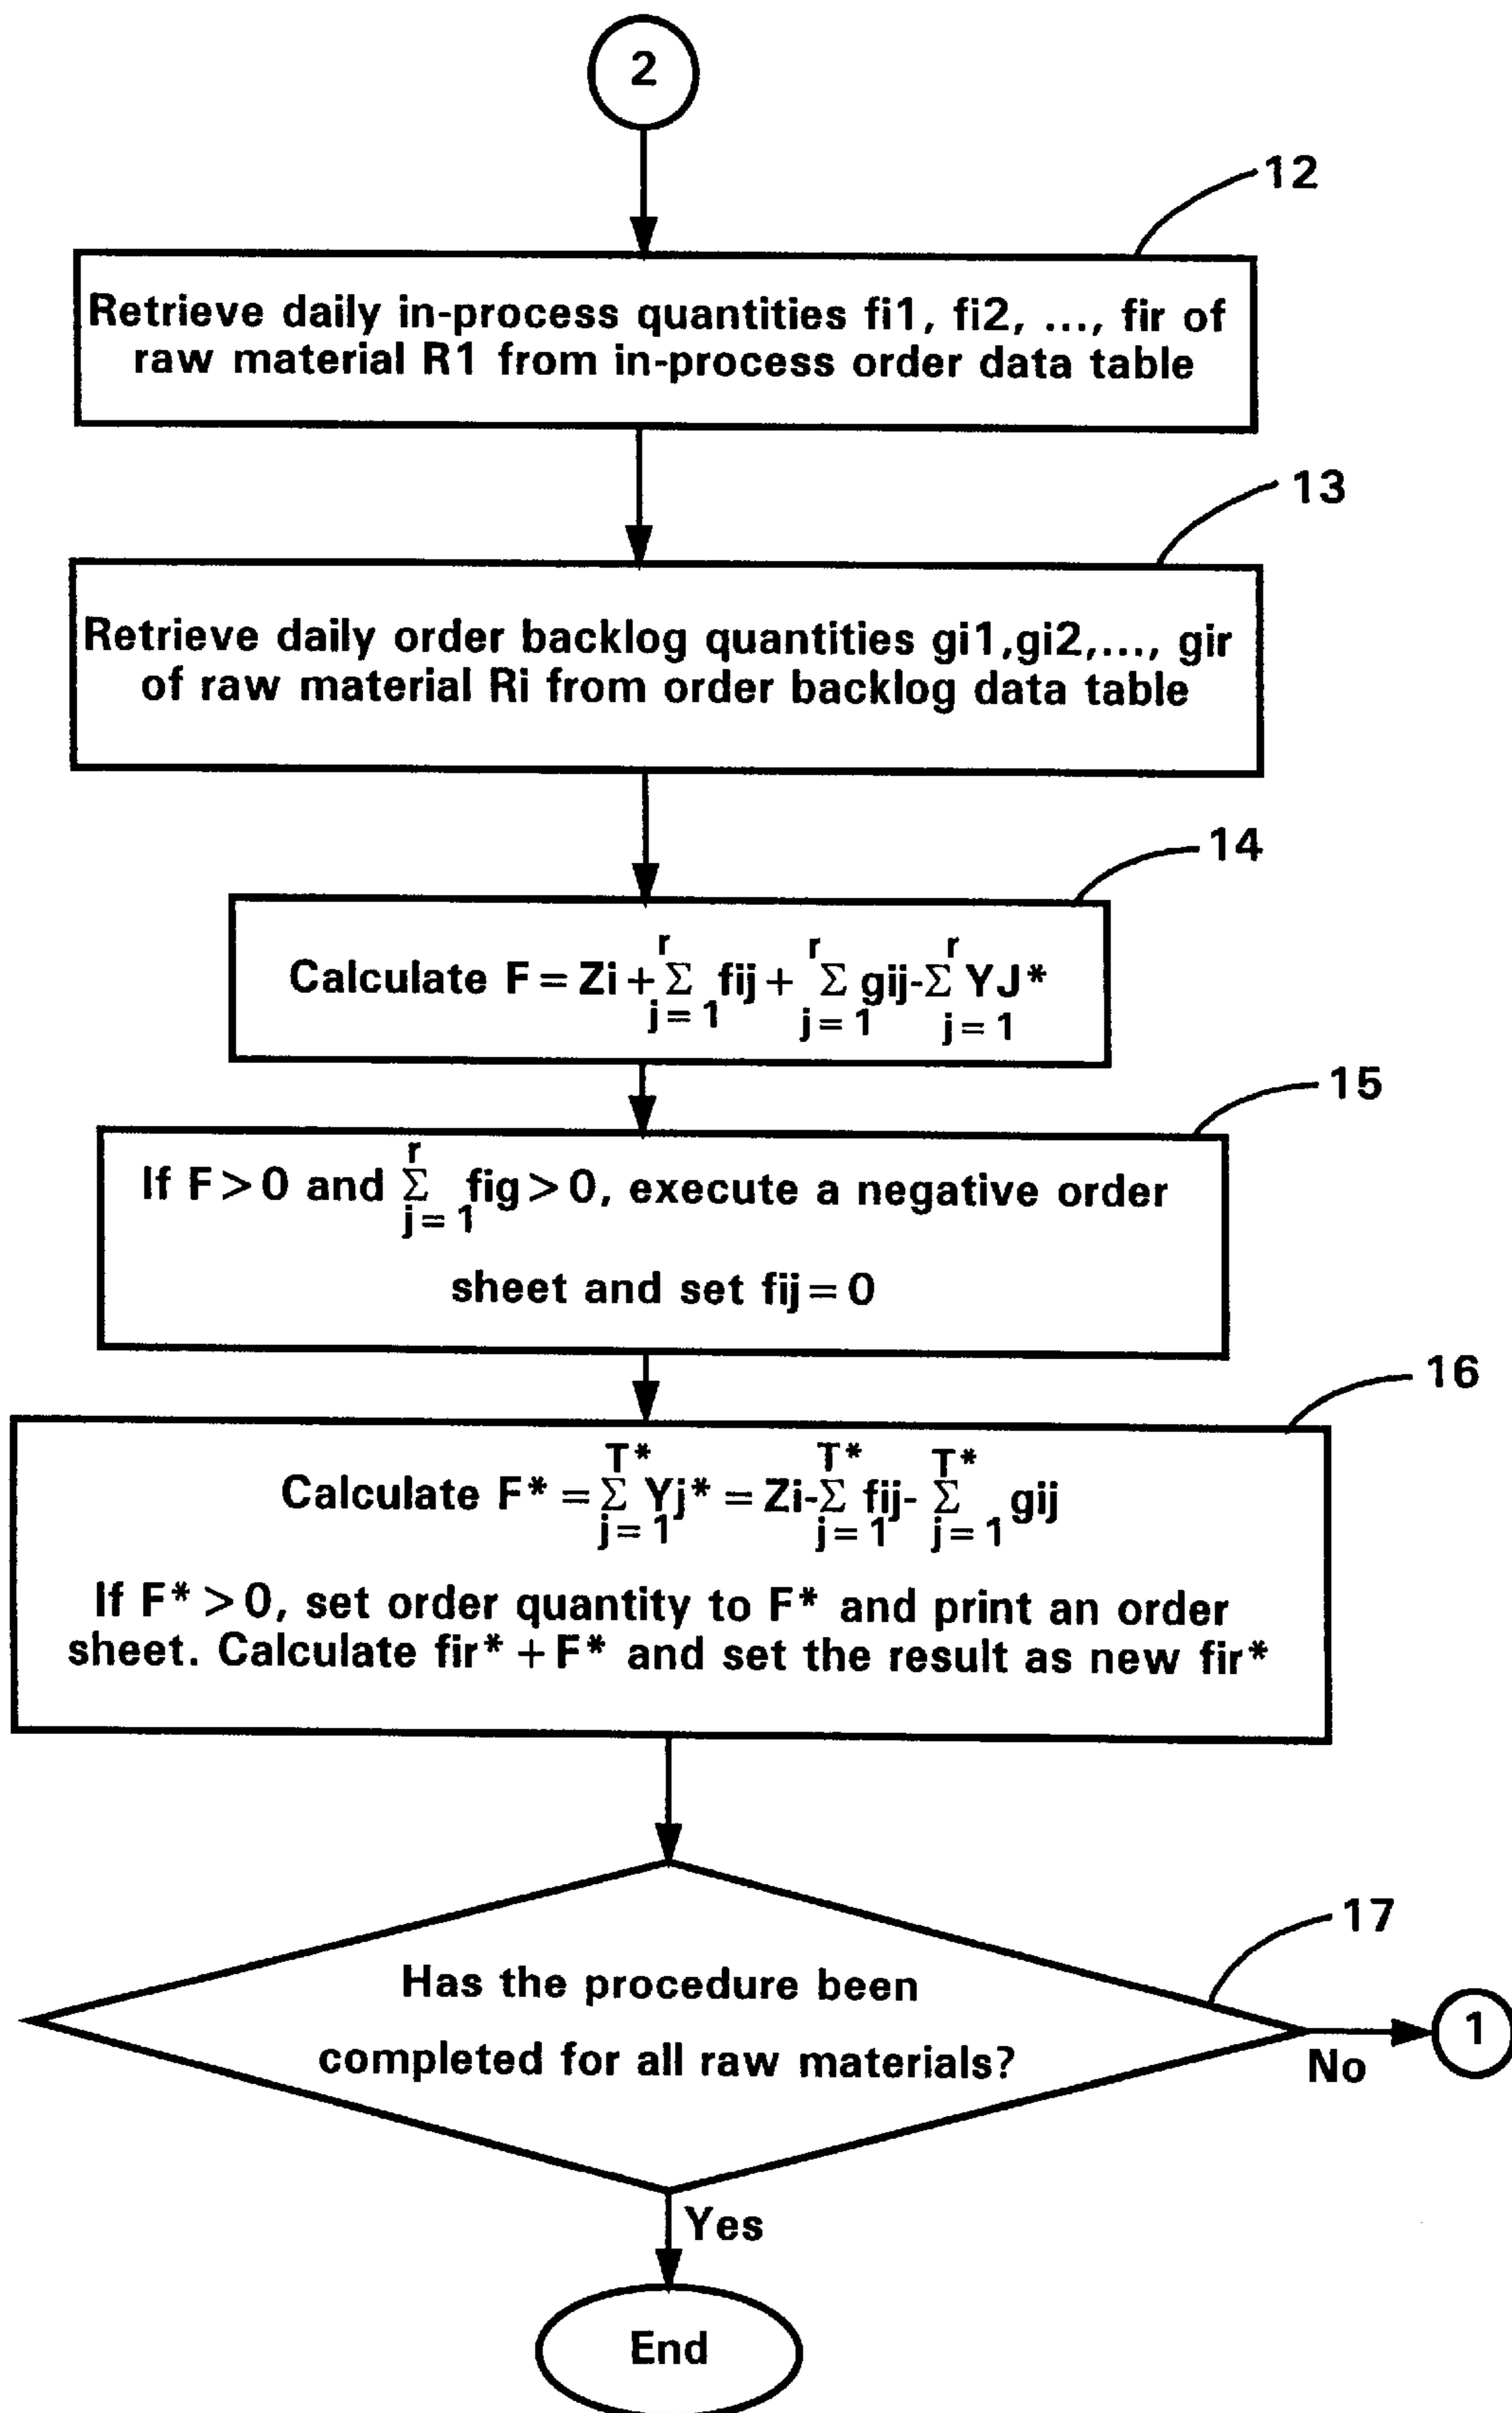 2
12
Retrieve daily in-process quantities fi1, fi2, ..., fir of
raw material R1 from in-process order data table
13
Retrieve daily order backlog quantities gi1,gi2,..., gir
of raw material Ri from order backlog data table
14
r r r
Calculate F = Zi + Σ fij + Σ gij-Σ YJ*
j = 1 j = 1 j = 1
15
r
If F > 0 and Σ fig > 0, execute a negative order
j = 1
sheet and set fij = 0
16
T* T* T*
Calculate F* = Σ Yj* = Zi-Σ fij- Σ gij
j = 1 j = 1 j = 1
If F* > 0, set order quantity to F* and print an order
sheet. Calculate fir* + F* and set the result as new fir*
17
Has the procedure been
completed for all raw materials?
1
No
Yes
End